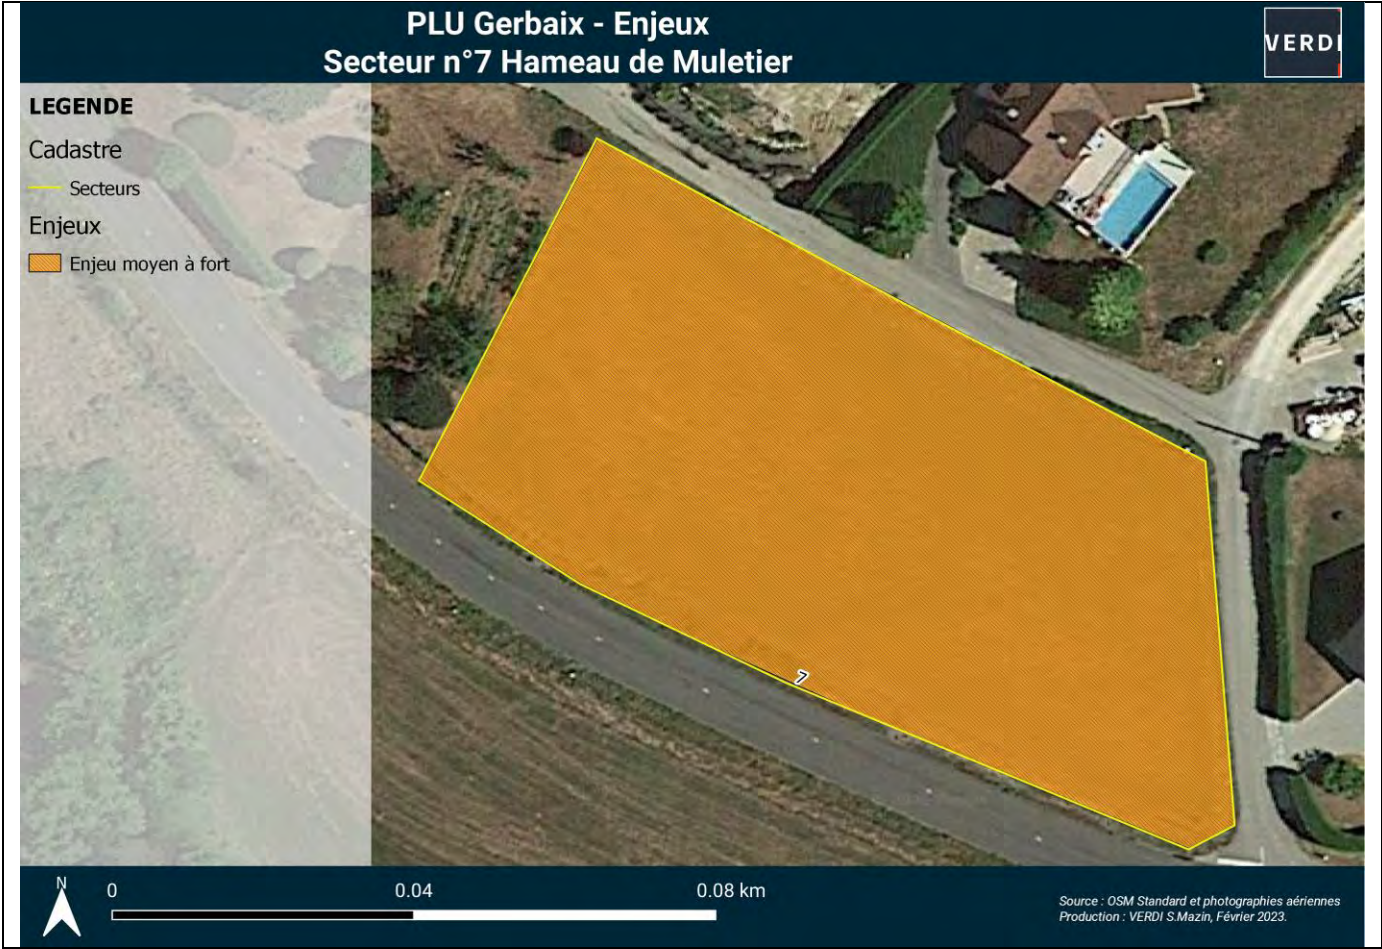 PLU Gerbaix - Enjeux
Secteur n°7 Hameau de Muletier
VERDI
LEGENDE
Cadastre
Secteurs
Enjeux
Enjeu moyen à fort
7
N
0 0.04 0.08 km
Source : OSM Standard et photographies aériennes
Production : VERDI S.Mazin, Février 2023.